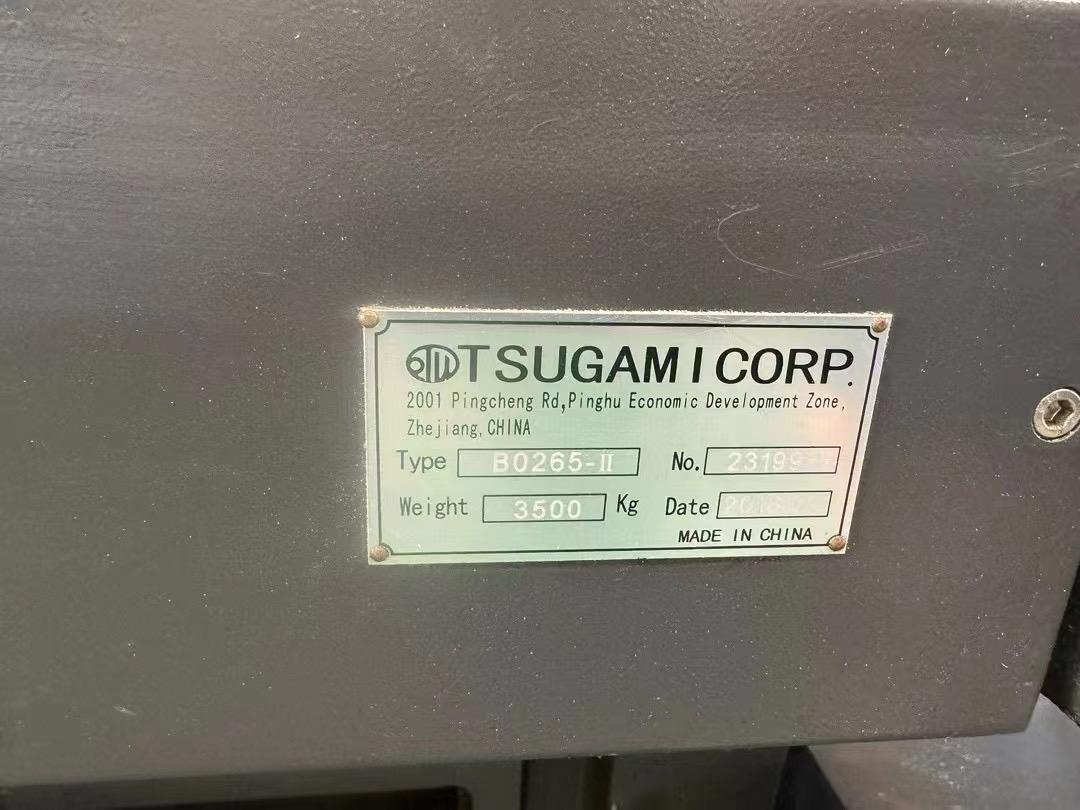 TSUGAMI CORP.
2001 Pingcheng Rd,Pinghu Economic Development Zone,
Zhejiang,CHINA
Type B0265-II No.
Weight 3500 Kg Date
MADE IN CHINA